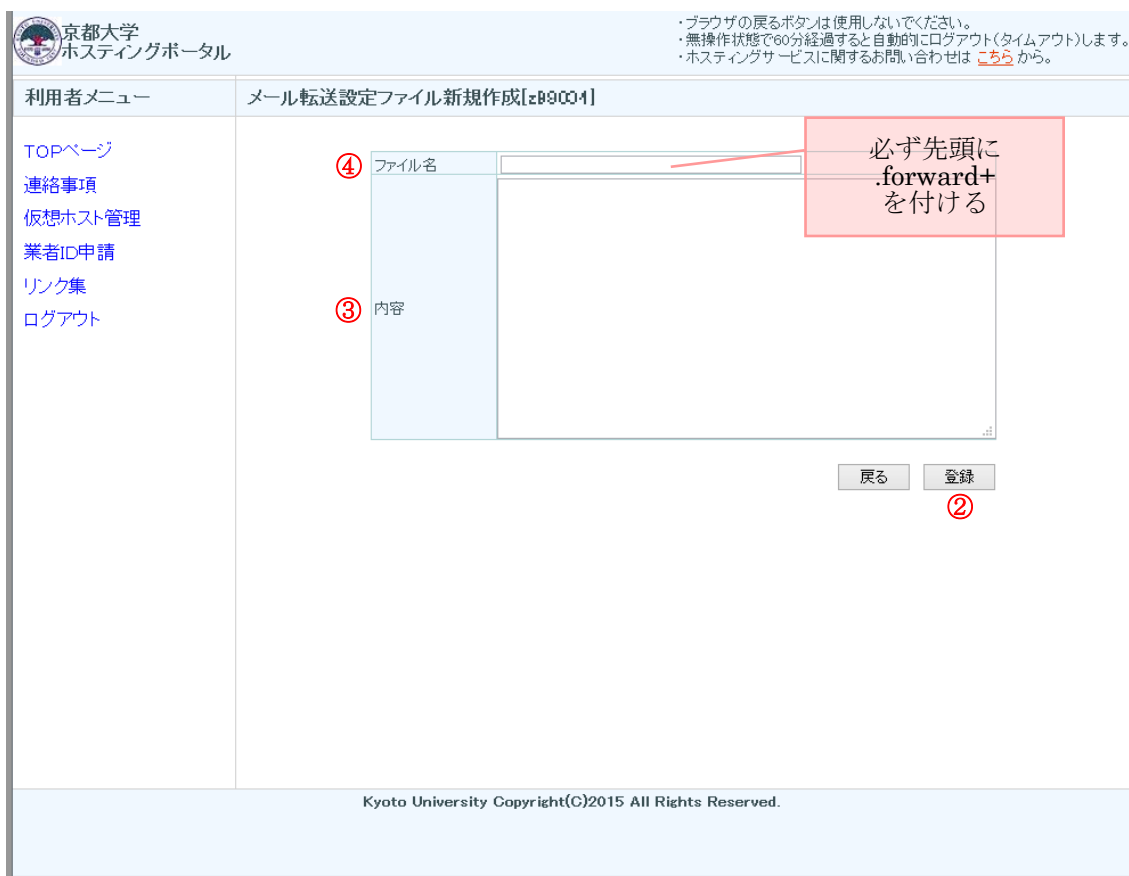 京都大学
ホスティングポータル
・ブラウザの戻るボタンは使用しないでください。
・無操作状態で60分経過すると自動的にログアウト(タイムアウト)します。
・ホスティングサービスに関するお問い合わせは こちら から。
利用者メニュー
メール転送設定ファイル新規作成[zB9004]
TOPページ
連絡事項
仮想ホスト管理
業者ID申請
リンク集
ログアウト
④ ファイル名
必ず先頭に
.forward+
を付ける
③ 内容
戻る 登録
②
Kyoto University Copyright(C)2015 All Rights Reserved.